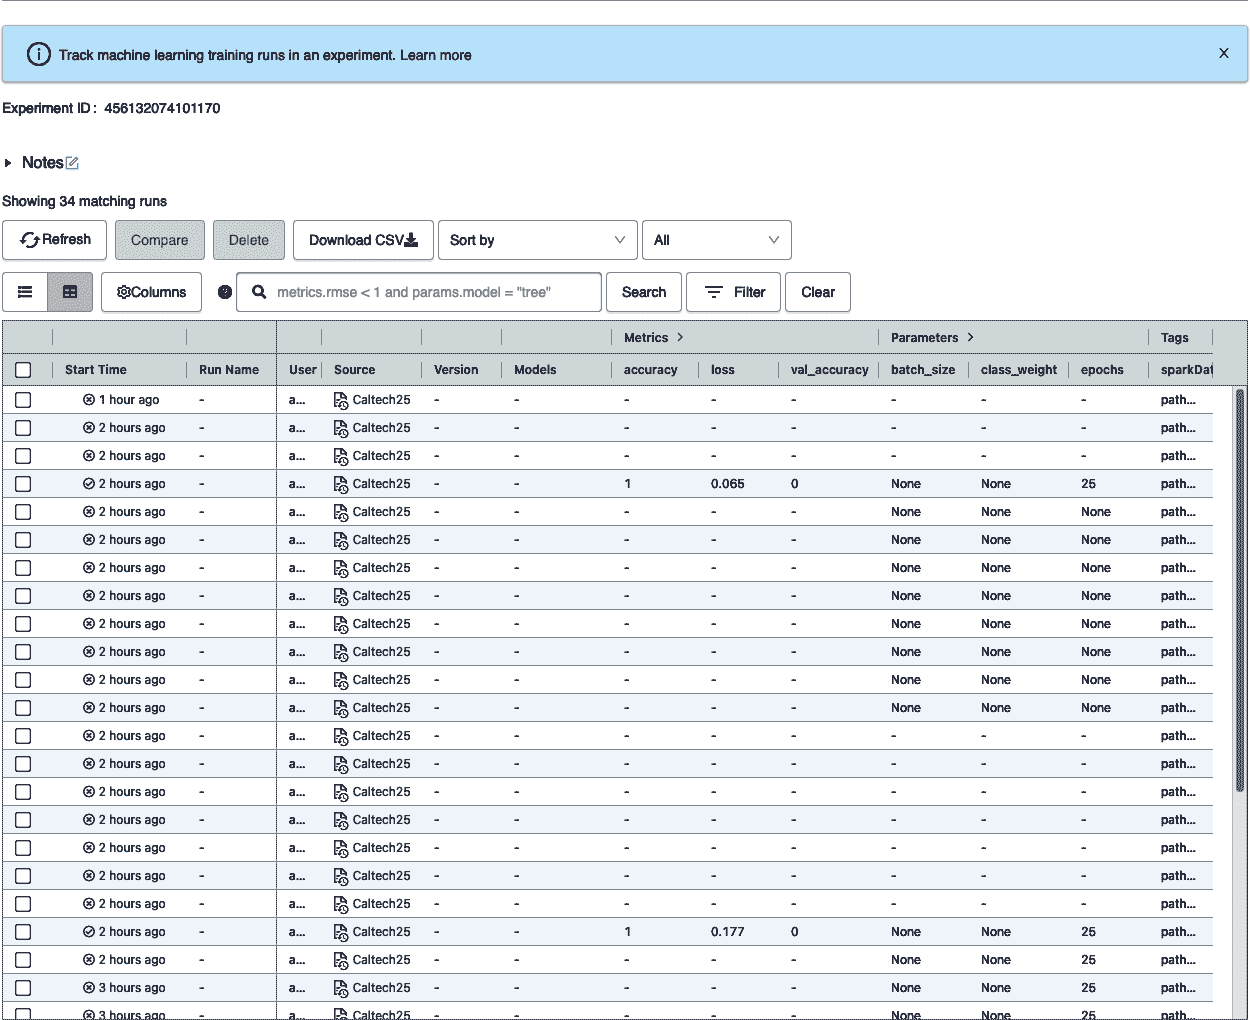 Track machine learning training runs in an experiment. Learn more
Experiment ID : 456132074101170
Notes
Showing 34 matching runs
Refresh Compare Delete Download CSV Sort by All
Columns ? metrics.rmse < 1 and params.model = "tree" Search Filter Clear
Metrics Parameters Tags
Start Time Run Name User Source Version Models accuracy loss val_accuracy batch_size class_weight epochs sparkDat
1 hour ago - a... Caltech25 - - - - - - - - path...
2 hours ago - a... Caltech25 - - - - - - - - path...
2 hours ago - a... Caltech25 - - - - - - - - path...
2 hours ago - a... Caltech25 - - 1 0.065 0 None None 25 path...
2 hours ago - a... Caltech25 - - - - - None None None path...
2 hours ago - a... Caltech25 - - - - - None None None path...
2 hours ago - a... Caltech25 - - - - - None None None path...
2 hours ago - a... Caltech25 - - - - - None None None path...
2 hours ago - a... Caltech25 - - - - - None None None path...
2 hours ago - a... Caltech25 - - - - - None None None path...
2 hours ago - a... Caltech25 - - - - - None None None path...
2 hours ago - a... Caltech25 - - - - - None None None path...
2 hours ago - a... Caltech25 - - - - - - - - path...
2 hours ago - a... Caltech25 - - - - - - - - path...
2 hours ago - a... Caltech25 - - - - - - - - path...
2 hours ago - a... Caltech25 - - - - - - - - path...
2 hours ago - a... Caltech25 - - - - - - - - path...
2 hours ago - a... Caltech25 - - - - - - - - path...
2 hours ago - a... Caltech25 - - - - - - - - path...
2 hours ago - a... Caltech25 - - 1 0.177 0 None None 25 path...
2 hours ago - a... Caltech25 - - - - - None None 25 path...
3 hours ago - a... Caltech25 - - - - - None None 25 path...
3 hours ago - a... Caltech25 - - - - - None None 25 path...